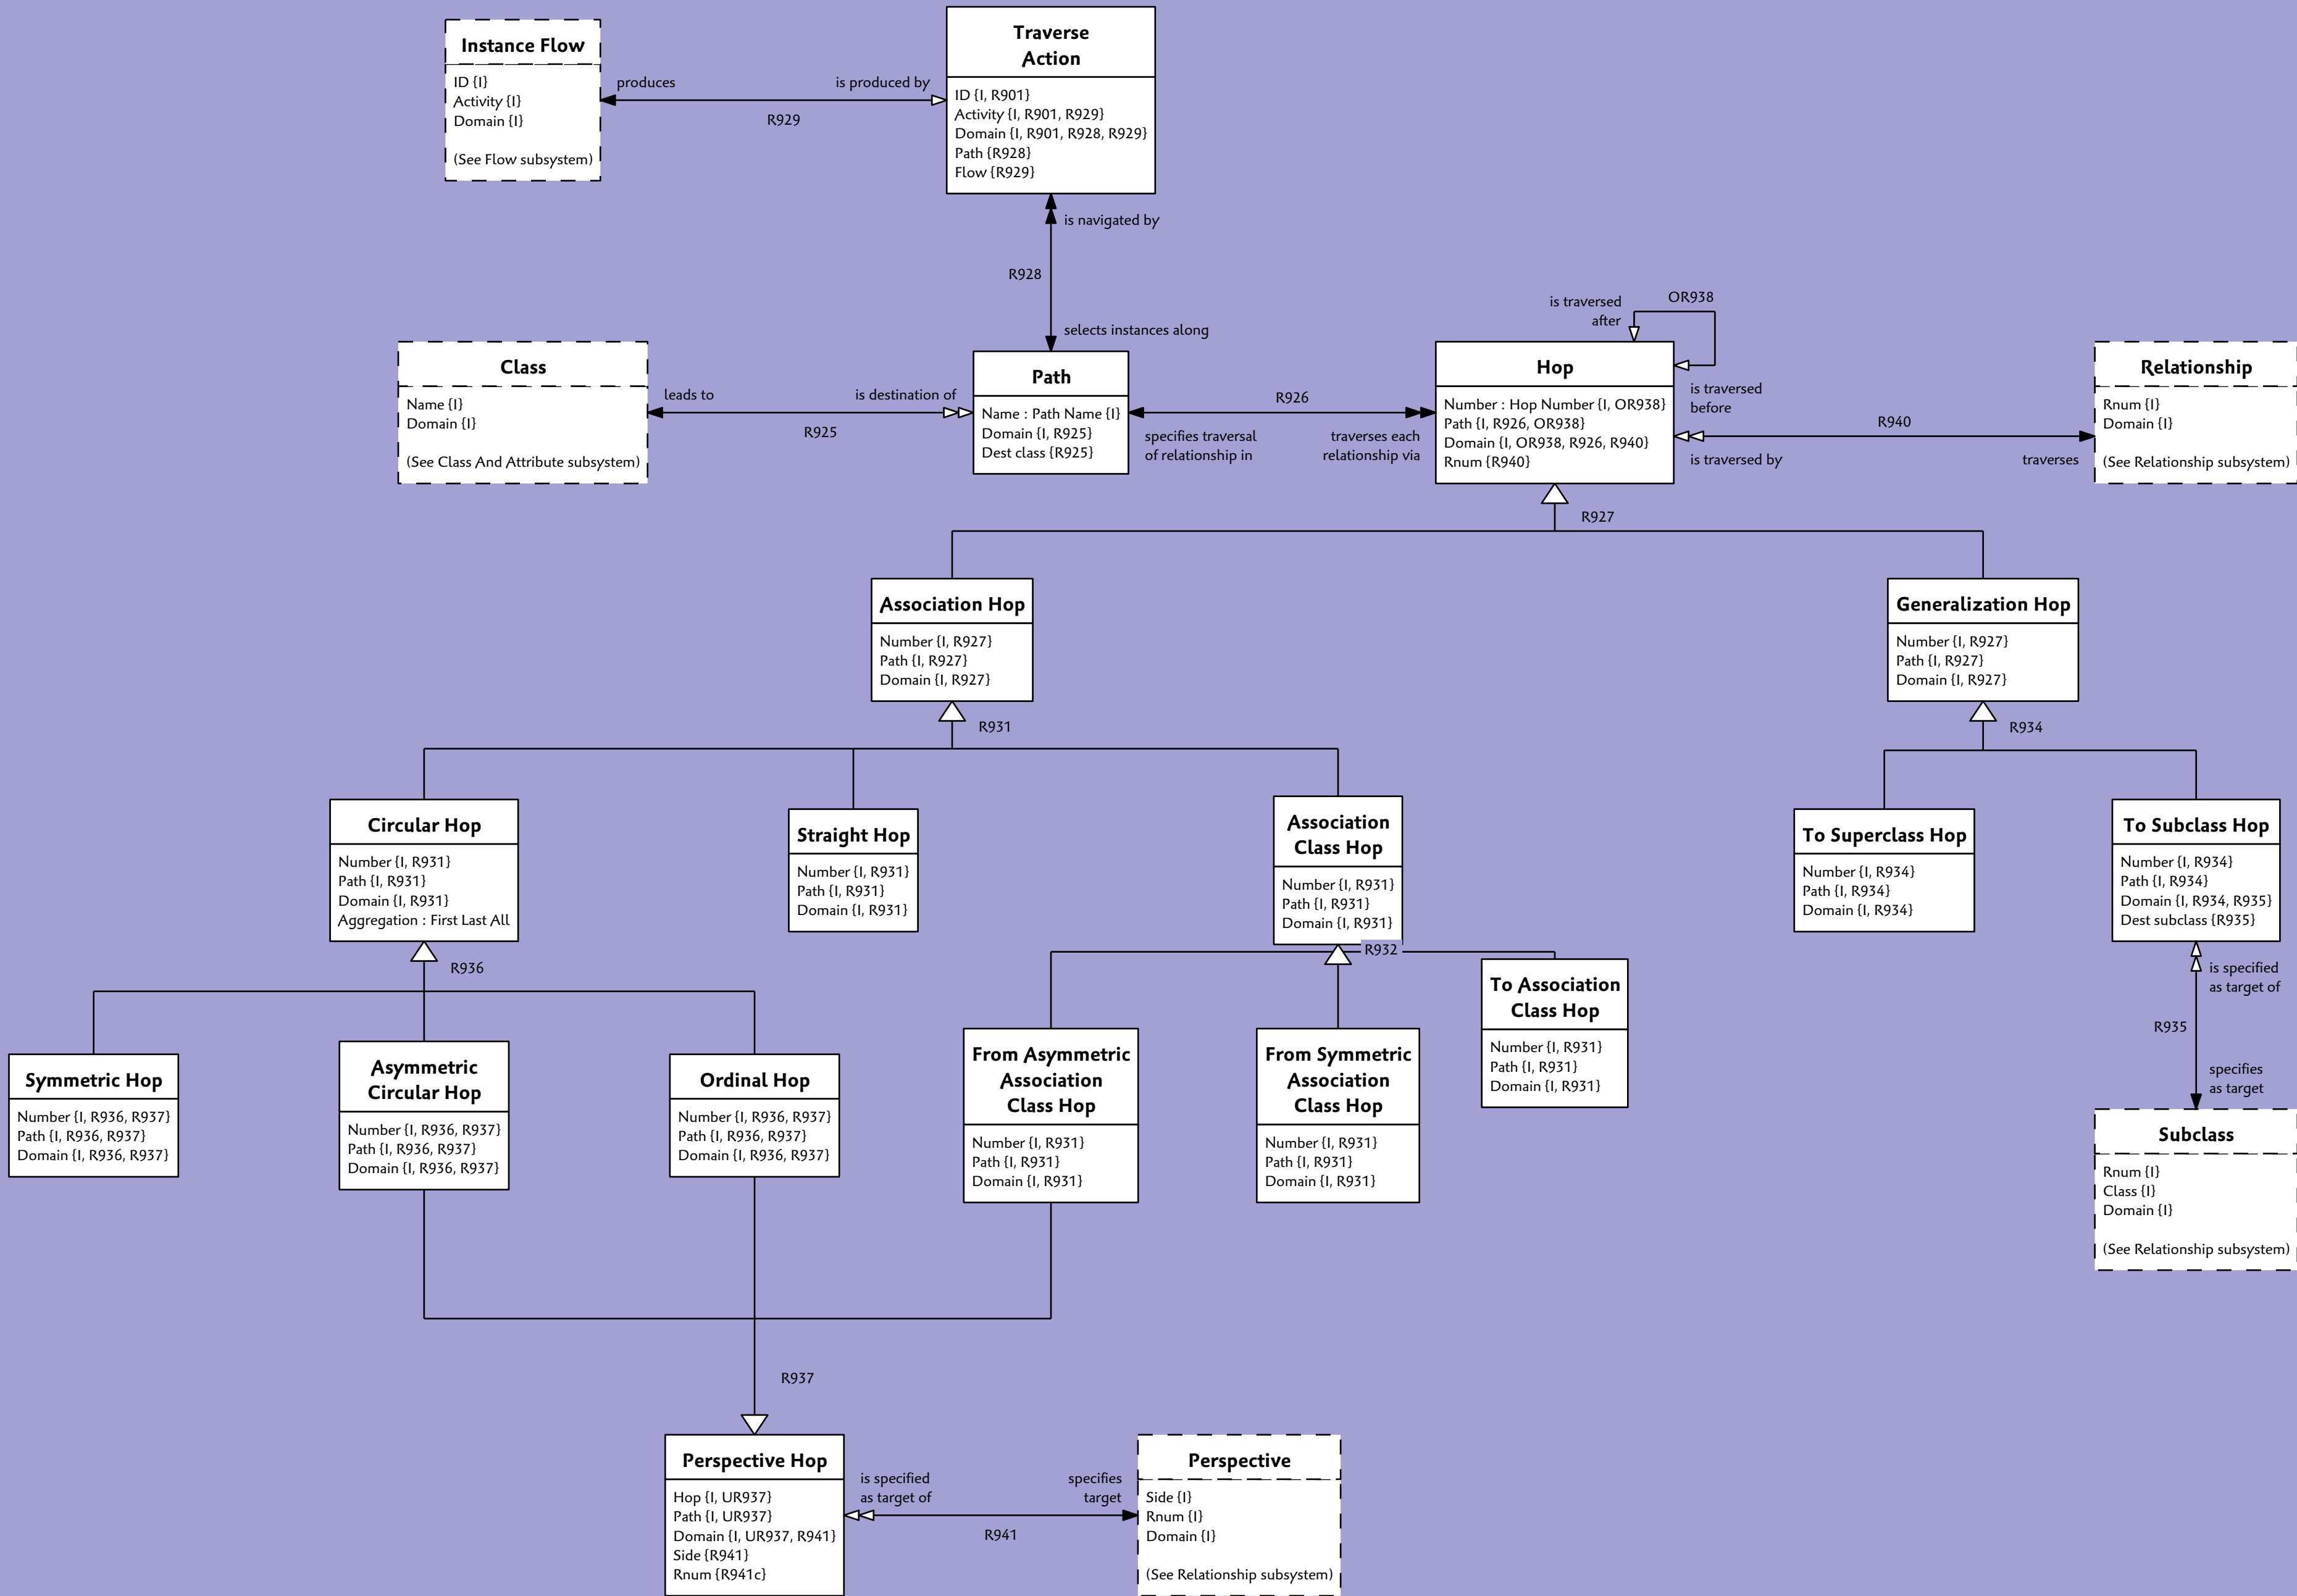 Instance Flow
ID {I}
Activity {I}
Domain {I}
(See Flow subsystem)
produces
is produced by
R929
Traverse
Action
ID {I, R901}
Activity {I, R901, R929}
Domain {I, R901, R928, R929}
Path {R928}
Flow {R929}
is navigated by
R928
selects instances along
Class
Name {I}
Domain {I}
(See Class And Attribute subsystem)
leads to
is destination of
R925
Path
Name : Path Name {I}
Domain {I, R925}
Dest class {R925}
R926
specifies traversal
of relationship in
traverses each
relationship via
is traversed
after
OR938
Hop
Number : Hop Number {I, OR938}
Path {I, R926, OR938}
Domain {I, OR938, R926, R940}
Rnum {R940}
is traversed
before
R940
is traversed by
traverses
Relationship
Rnum {I}
Domain {I}
(See Relationship subsystem)
R927
Association Hop
Number {I, R927}
Path {I, R927}
Domain {I, R927}
Generalization Hop
Number {I, R927}
Path {I, R927}
Domain {I, R927}
R931
R934
Circular Hop
Number {I, R931}
Path {I, R931}
Domain {I, R931}
Aggregation : First Last All
Straight Hop
Number {I, R931}
Path {I, R931}
Domain {I, R931}
Association
Class Hop
Number {I, R931}
Path {I, R931}
Domain {I, R931}
To Superclass Hop
Number {I, R934}
Path {I, R934}
Domain {I, R934}
To Subclass Hop
Number {I, R934}
Path {I, R934}
Domain {I, R934, R935}
Dest subclass {R935}
R936
R932
is specified
as target of
R935
specifies
as target
Symmetric Hop
Number {I, R936, R937}
Path {I, R936, R937}
Domain {I, R936, R937}
Asymmetric
Circular Hop
Number {I, R936, R937}
Path {I, R936, R937}
Domain {I, R936, R937}
Ordinal Hop
Number {I, R936, R937}
Path {I, R936, R937}
Domain {I, R936, R937}
From Asymmetric
Association
Class Hop
Number {I, R931}
Path {I, R931}
Domain {I, R931}
From Symmetric
Association
Class Hop
Number {I, R931}
Path {I, R931}
Domain {I, R931}
To Association
Class Hop
Number {I, R931}
Path {I, R931}
Domain {I, R931}
Subclass
Rnum {I}
Class {I}
Domain {I}
(See Relationship subsystem)
R937
Perspective Hop
Hop {I, UR937}
Path {I, UR937}
Domain {I, UR937, R941}
Side {R941}
Rnum {R941c}
is specified
as target of
specifies
target
R941
Perspective
Side {I}
Rnum {I}
Domain {I}
(See Relationship subsystem)